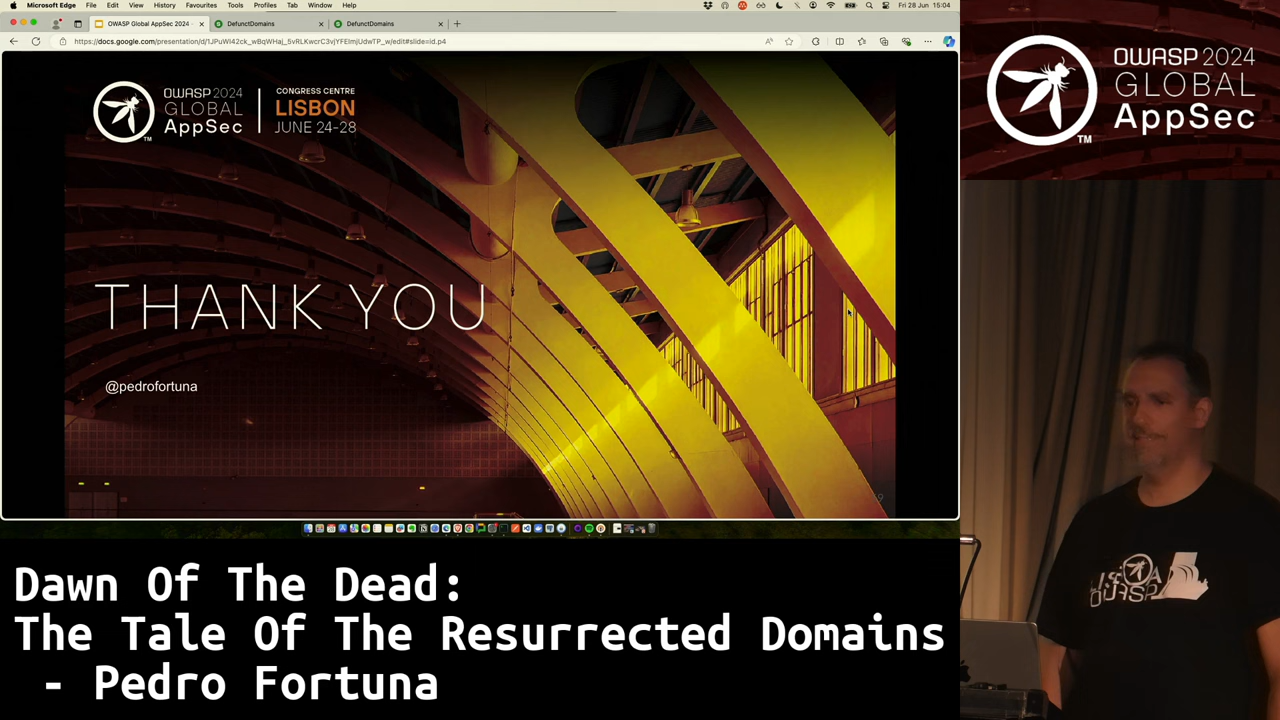 Microsoft Edge File Edit View History Favourites Tools Profiles Tab Window Help
Fri 28 Jun 15:04
OWASP Global AppSec 2024 -
DefunctDomains
DefunctDomains
OWASP 2024
GLOBAL
AppSec
TM
CONGRESS CENTRE
LISBON
JUNE 24-28
THANK YOU
@pedrofortuna
OWASP 2024
GLOBAL
AppSec
TM
Dawn Of The Dead:
The Tale Of The Resurrected Domains
- Pedro Fortuna